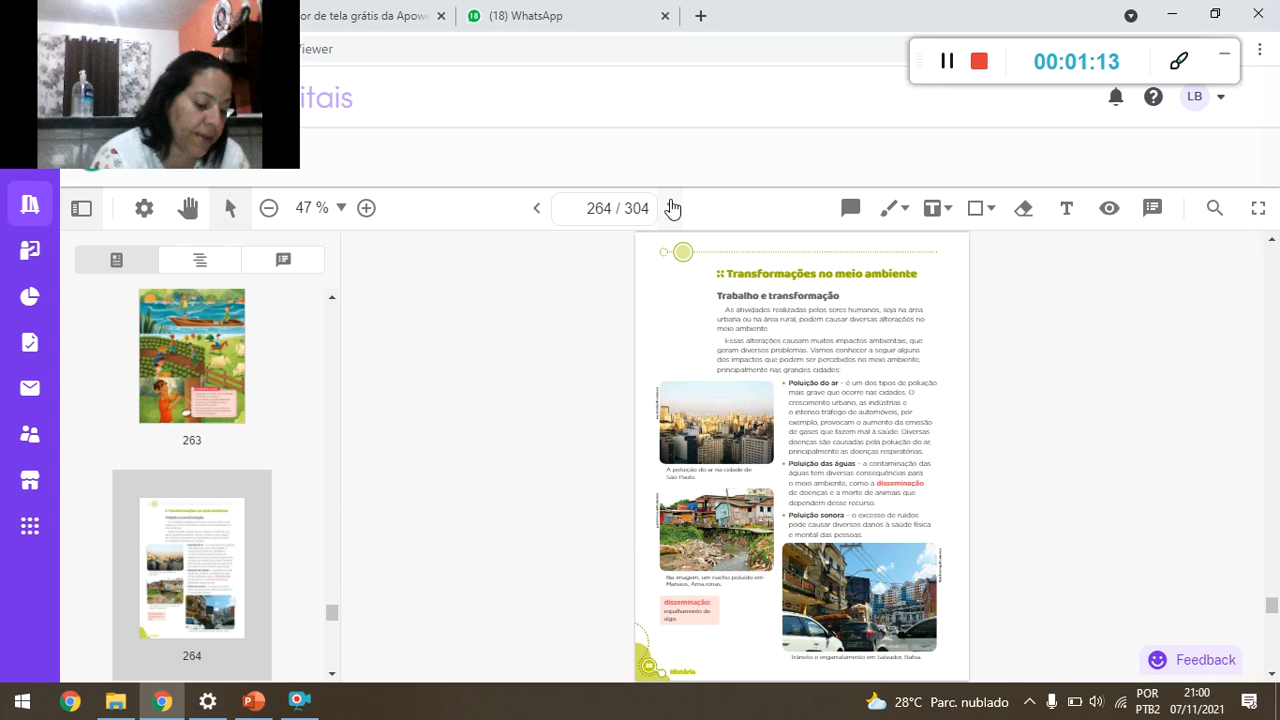 or de tela grátis da Apow
(18) WhatsApp
iewer
00:01:13
itais
LB
47 %
264 / 304
:: Transformações no meio ambiente
Trabalho e transformação
As atividades realizadas pelos seres humanos, seja na área
urbana ou na área rural, podem causar diversas alterações no
meio ambiente.
Essas alterações causam muitos impactos ambientais, que
geram diversos problemas. Vamos conhecer a seguir alguns
dos impactos que podem ser percebidos no meio ambiente,
principalmente nas grandes cidades:
• Poluição do ar – é um dos tipos de poluição
mais grave que ocorre nas cidades. O
crescimento urbano, as indústrias e
o intenso tráfego de automóveis, por
exemplo, provocam o aumento da emissão
de gases que fazem mal à saúde. Diversas
doenças são causadas pela poluição do ar,
principalmente as doenças respiratórias.
A poluição do ar na cidade de
São Paulo.
• Poluição das águas – a contaminação das
águas tem diversas consequências para
o meio ambiente, como a disseminação
de doenças e a morte de animais que
dependem desse recurso.
• Poluição sonora – o excesso de ruídos
pode causar diversos danos à saúde física
e mental das pessoas.
Na imagem, um riacho poluído em
Manaus, Amazonas.
disseminação:
espalhamento de
algo.
Trânsito e engarrafamento em Salvador, Bahia.
História
263
264
Feedback
28°C Parc. nublado
POR
PTB2
21:00
07/11/2021